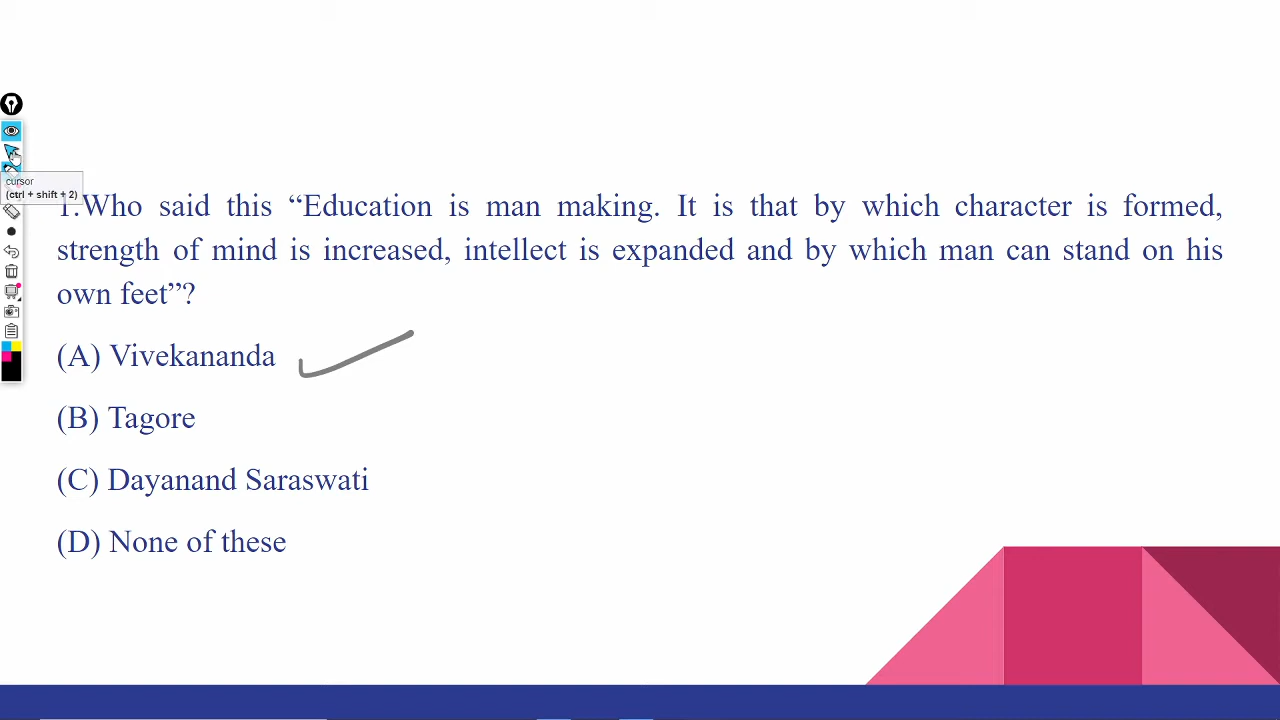 cursor
(ctrl + shift + 2)
1.Who said this “Education is man making. It is that by which character is formed,
strength of mind is increased, intellect is expanded and by which man can stand on his
own feet”?
(A) Vivekananda
(B) Tagore
(C) Dayanand Saraswati
(D) None of these